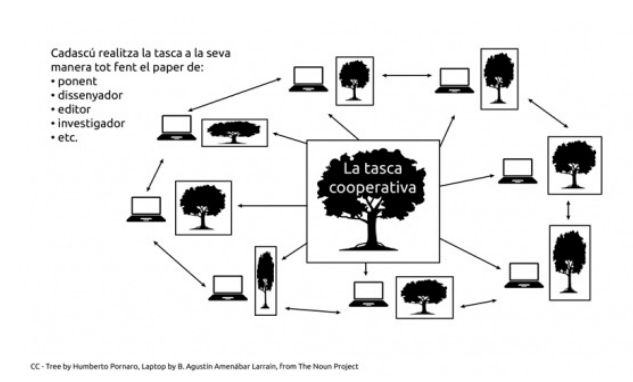 Cadascú realitza la tasca a la seva
manera tot fent el paper de:
• ponent
• dissenyador
• editor
• investigador
• etc.
La tasca
cooperativa
CC - Tree by Humberto Pornaro, Laptop by B. Agustín Amenábar Larraín, from The Noun Project